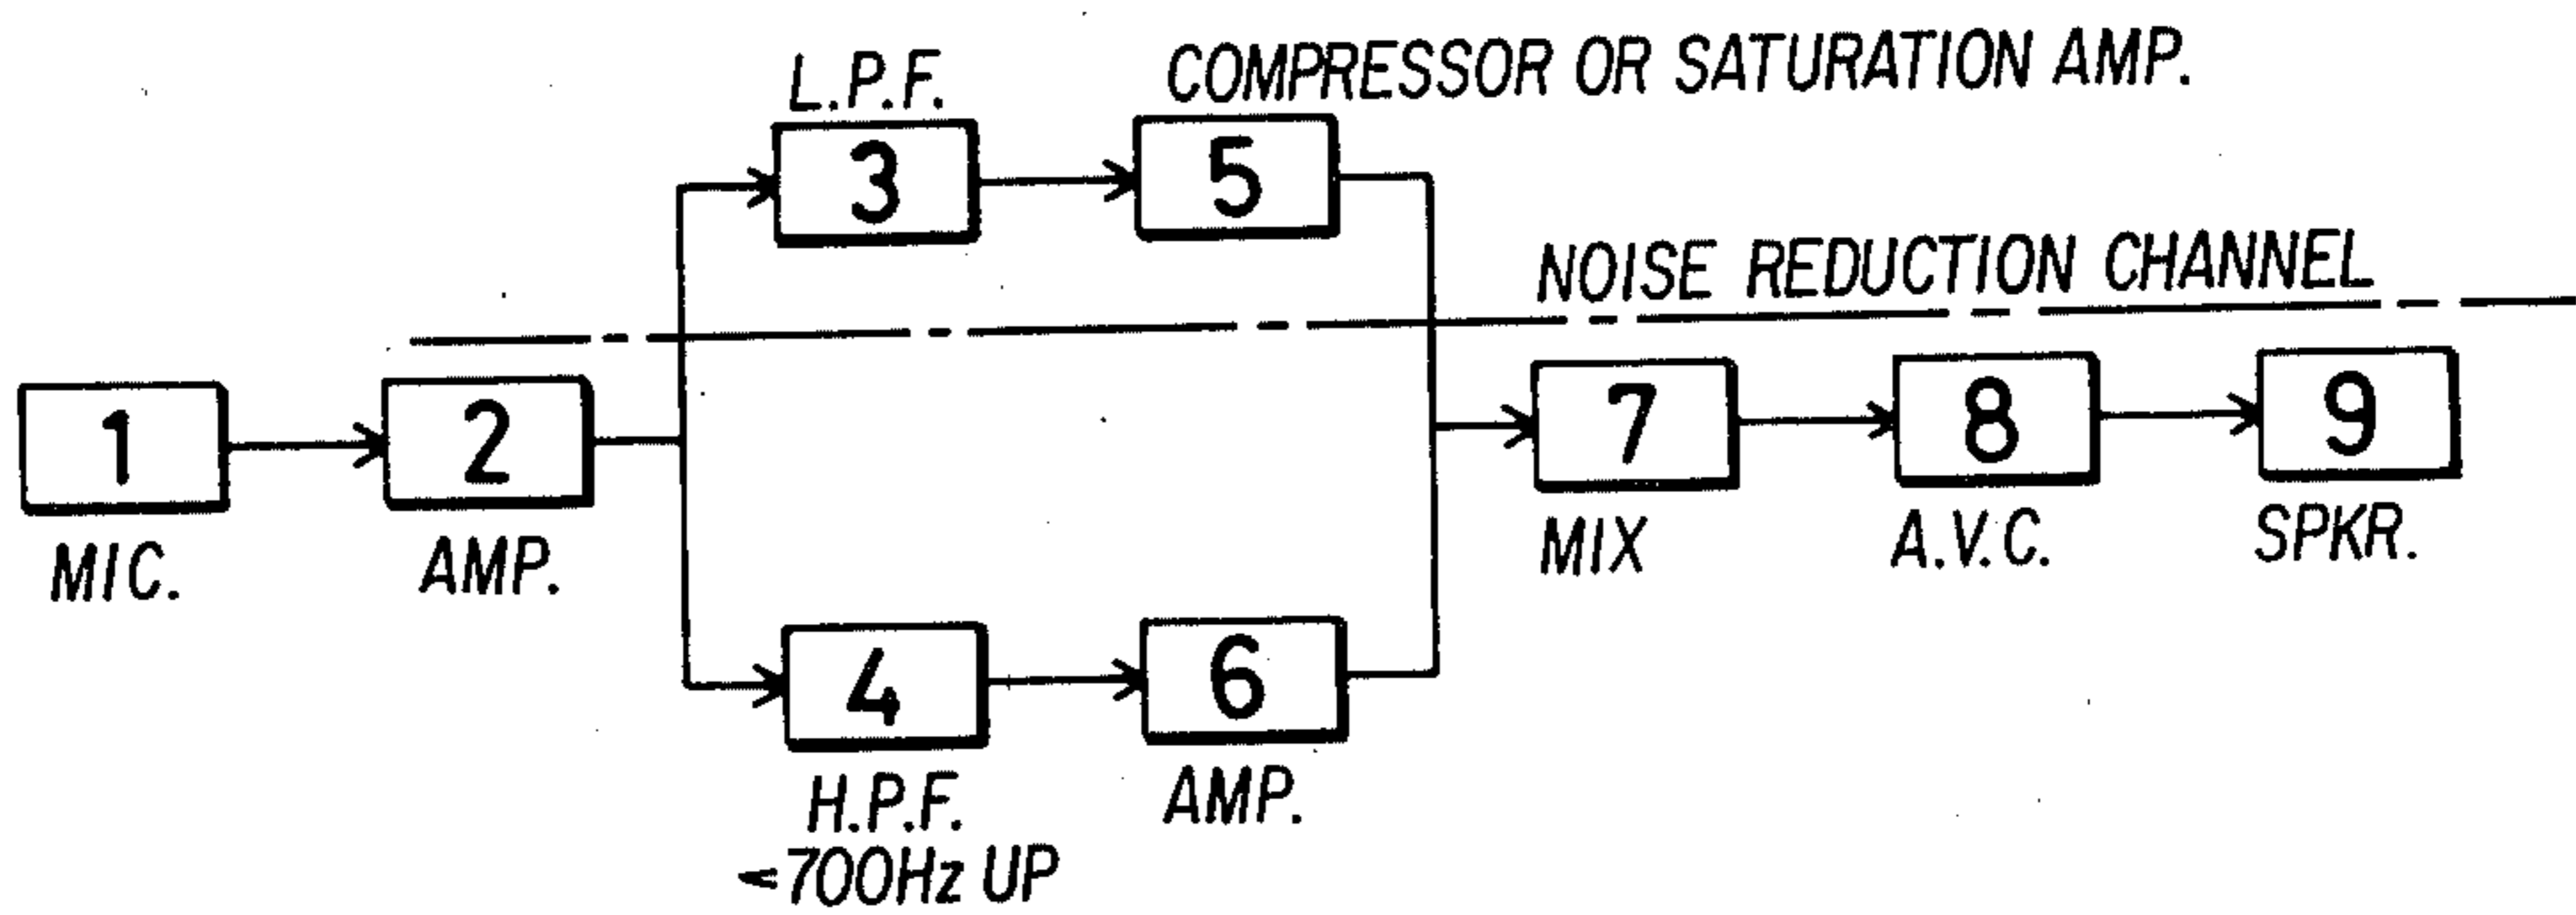 L.P.F.
COMPRESSOR OR SATURATION AMP.
3
5
NOISE REDUCTION CHANNEL
1
2
7
8
9
MIC.
AMP.
MIX
A.V.C.
SPKR.
4
6
H.P.F.
AMP.
<700Hz UP